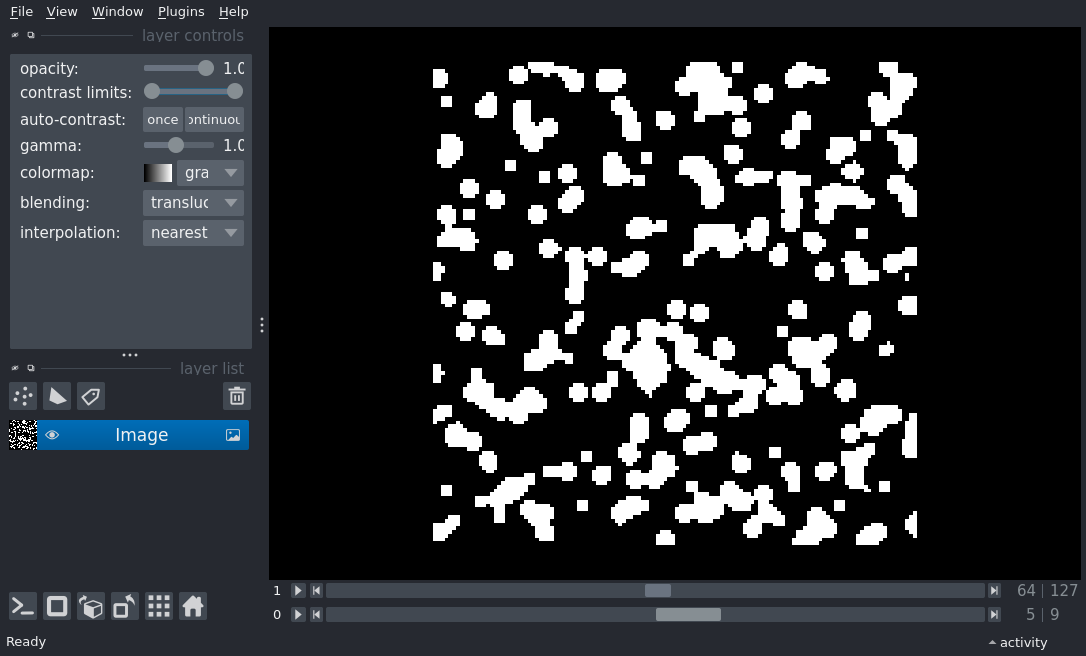 File View Window Plugins Help
layer controls
opacity: 1.0
contrast limits:
auto-contrast: once ontinuou
gamma: 1.0
colormap: gra
blending: transluc
interpolation: nearest
layer list
Image
1 64 127
0 5 9
Ready activity